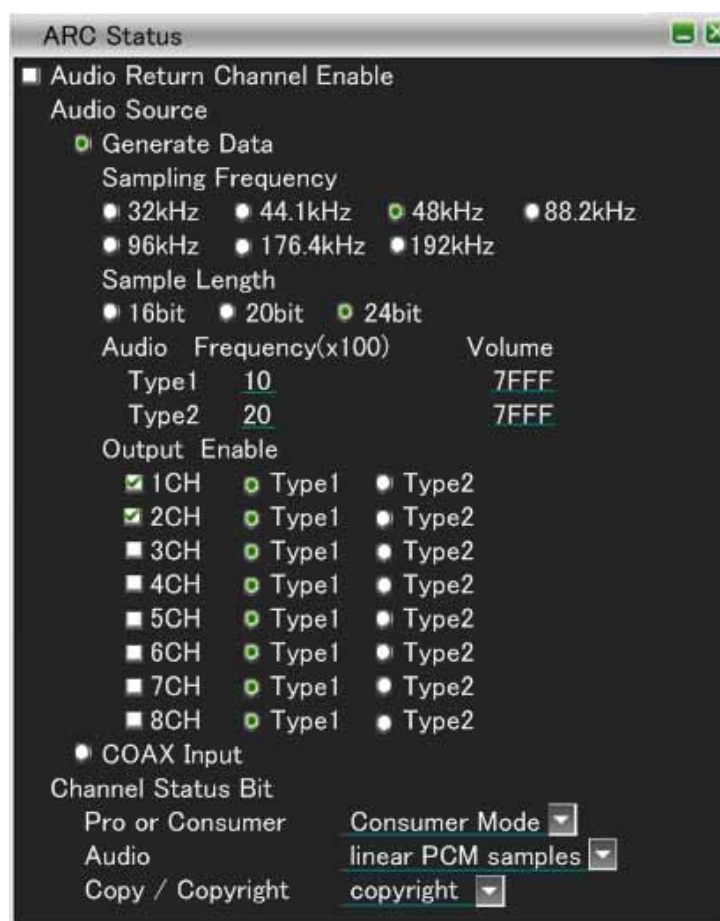 ARC Status
Audio Return Channel Enable
Audio Source
Generate Data
Sampling Frequency
32kHz 44.1kHz 48kHz 88.2kHz
96kHz 176.4kHz 192kHz
Sample Length
16bit 20bit 24bit
Audio Frequency(x100) Volume
Type1 10 7FFF
Type2 20 7FFF
Output Enable
1CH Type1 Type2
2CH Type1 Type2
3CH Type1 Type2
4CH Type1 Type2
5CH Type1 Type2
6CH Type1 Type2
7CH Type1 Type2
8CH Type1 Type2
COAX Input
Channel Status Bit
Pro or Consumer Consumer Mode
Audio linear PCM samples
Copy / Copyright copyright